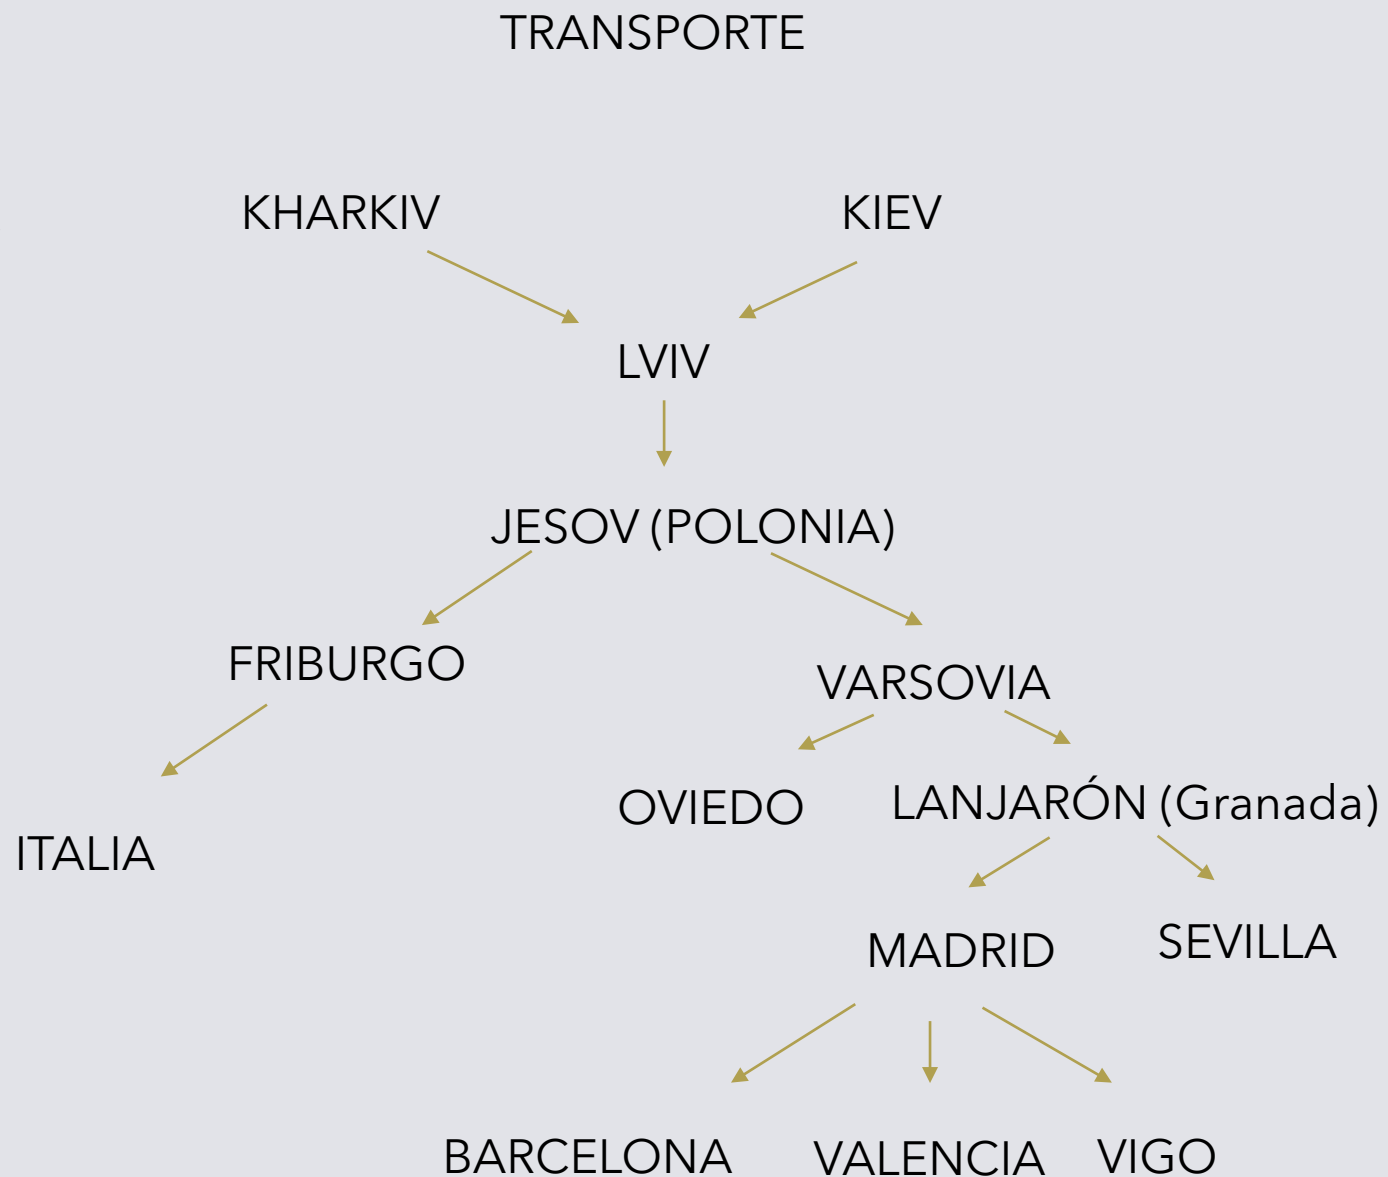 TRANSPORTE
KHARKIV
KIEV
LVIV
JESOV (POLONIA)
FRIBURGO
VARSOVIA
OVIEDO
LANJARÓN (Granada)
ITALIA
MADRID
SEVILLA
BARCELONA
VALENCIA
VIGO